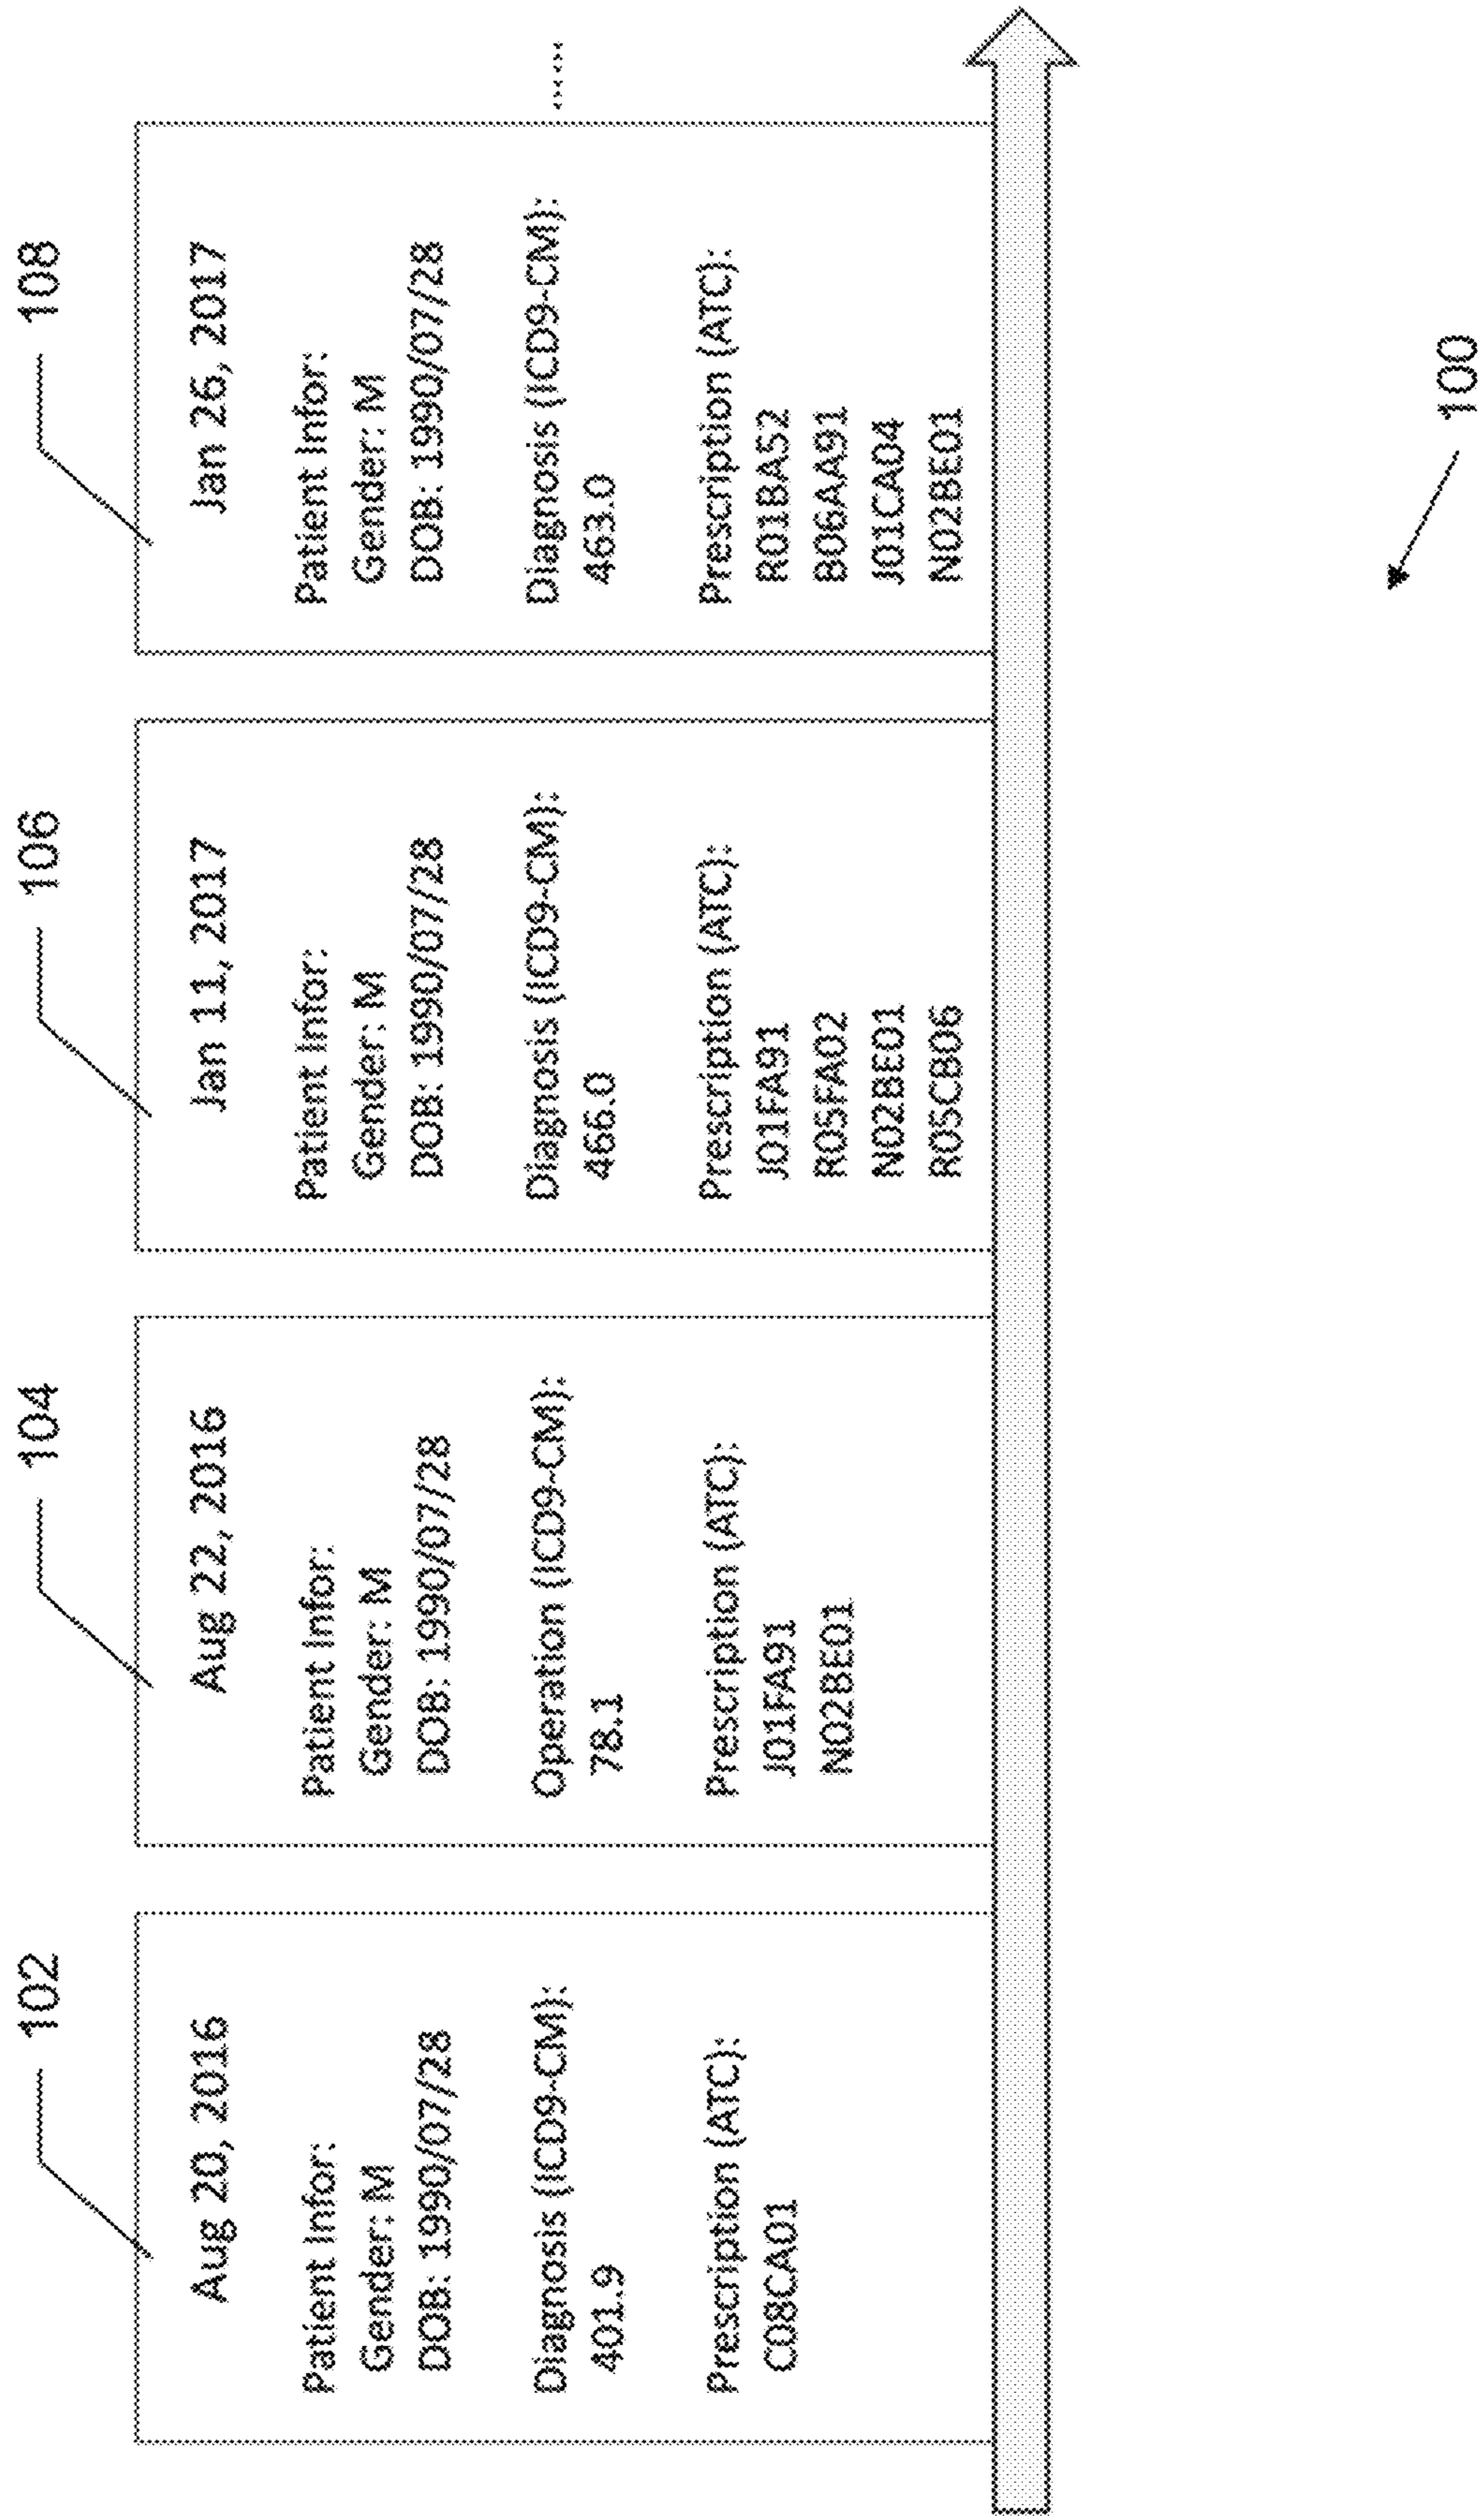 102
Aug 20, 2016
Patient Infor:
Gender: M
DOB: 1990/07/28
Diagnosis (ICD9-CM):
401.9
Prescription (ATC):
C08CA01
104
Aug 22, 2016
Patient Infor:
Gender: M
DOB: 1990/07/28
Operation (ICD9-CM):
78.1
Prescription (ATC):
J01FA91
N02BE01
106
Jan 11, 2017
Patient Infor:
Gender: M
DOB: 1990/07/28
Diagnosis (ICD9-CM):
466.0
Prescription (ATC):
J01FA91
R05FA02
N02BE01
R05CB06
108
Jan 26, 2017
Patient Infor:
Gender: M
DOB: 1990/07/28
Diagnosis (ICD9-CM):
463.0
Prescription (ATC):
R01BA52
B06AA91
J01CA04
N02BE01
100